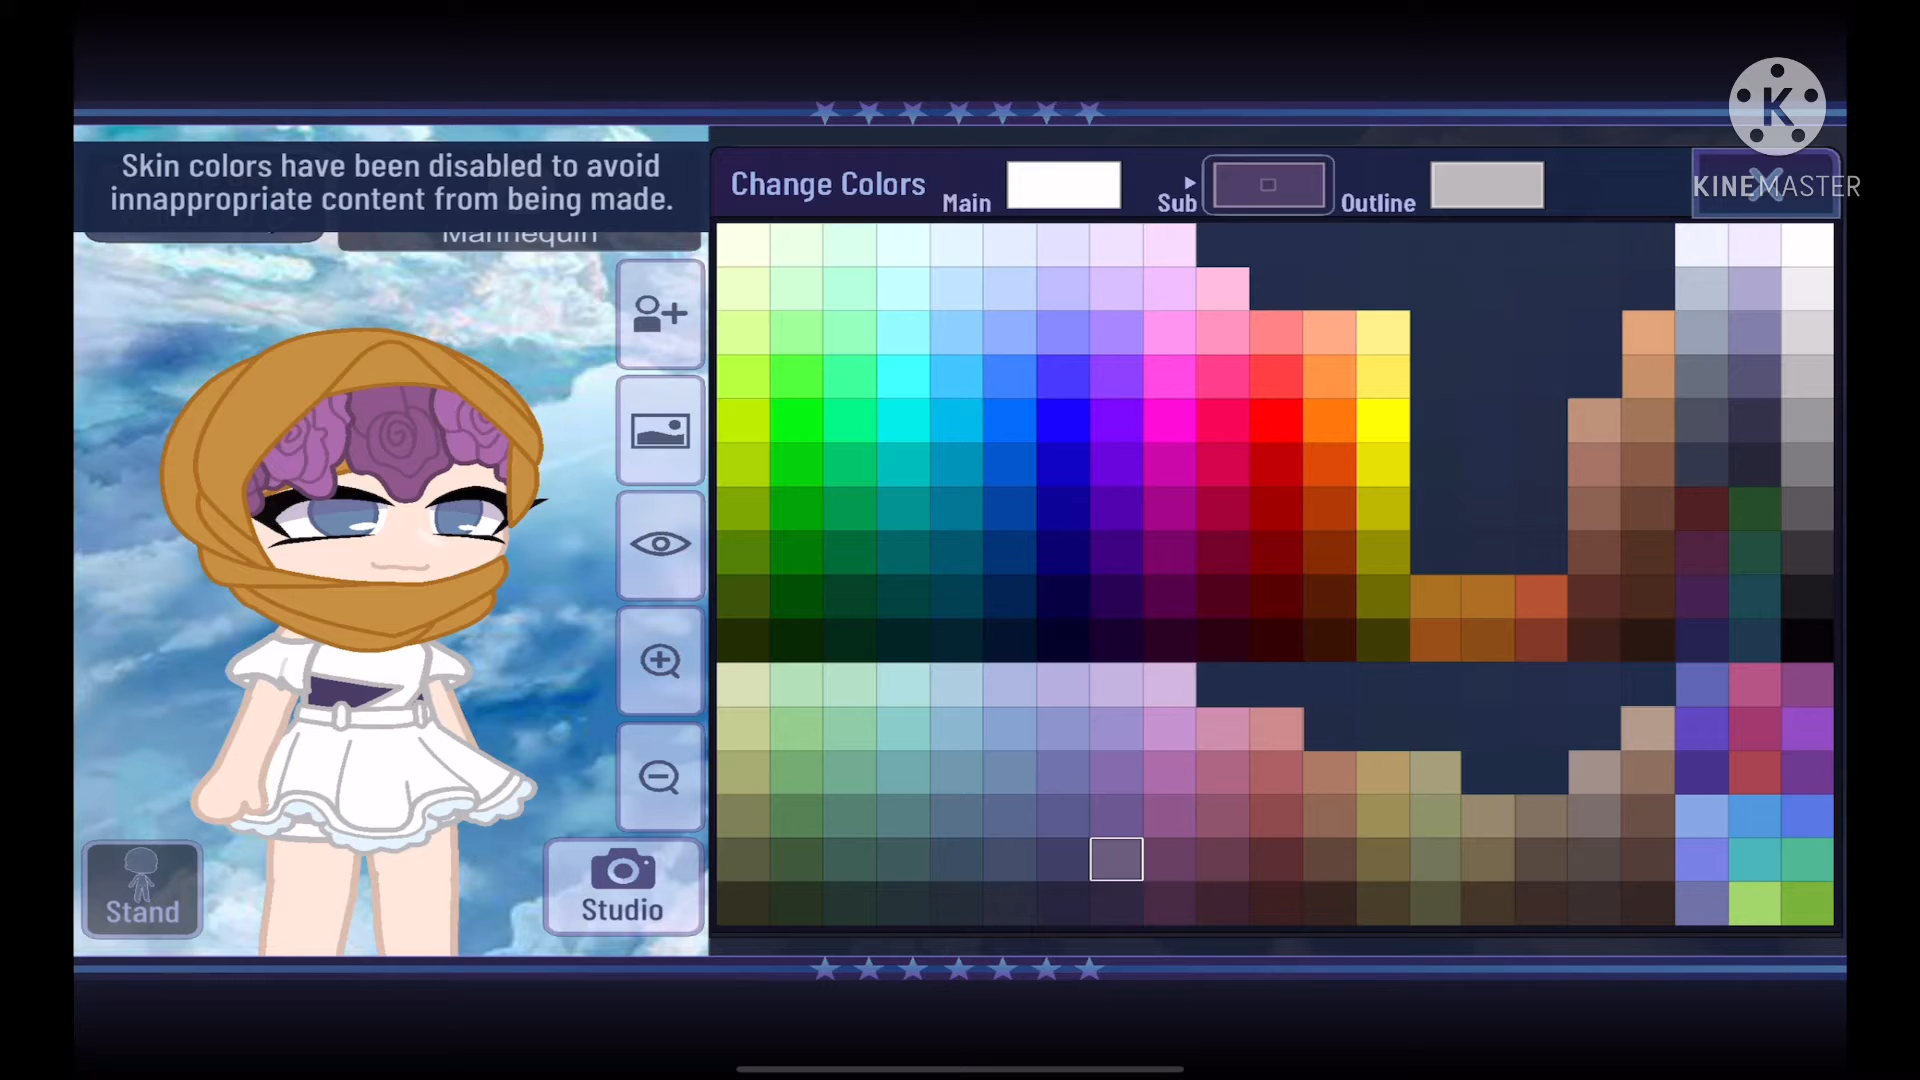 Skin colors have been disabled to avoid
innappropriate content from being made.
Mannequin
Change Colors
Main
Sub
Outline
K
KINEMASTER
X
Stand
Studio